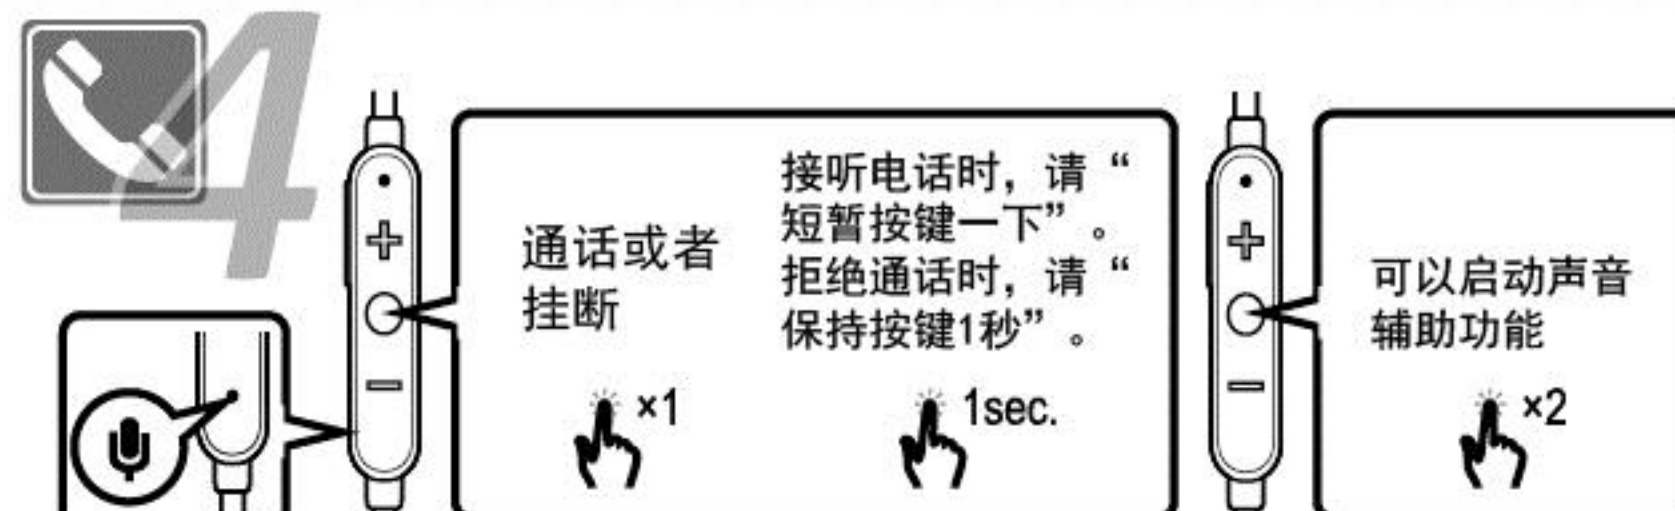 4
通话或者
挂断
×1
接听电话时，请“
短暂按键一下”。
拒绝通话时，请“
保持按键1秒”。
1sec.
可以启动声音
辅助功能
×2